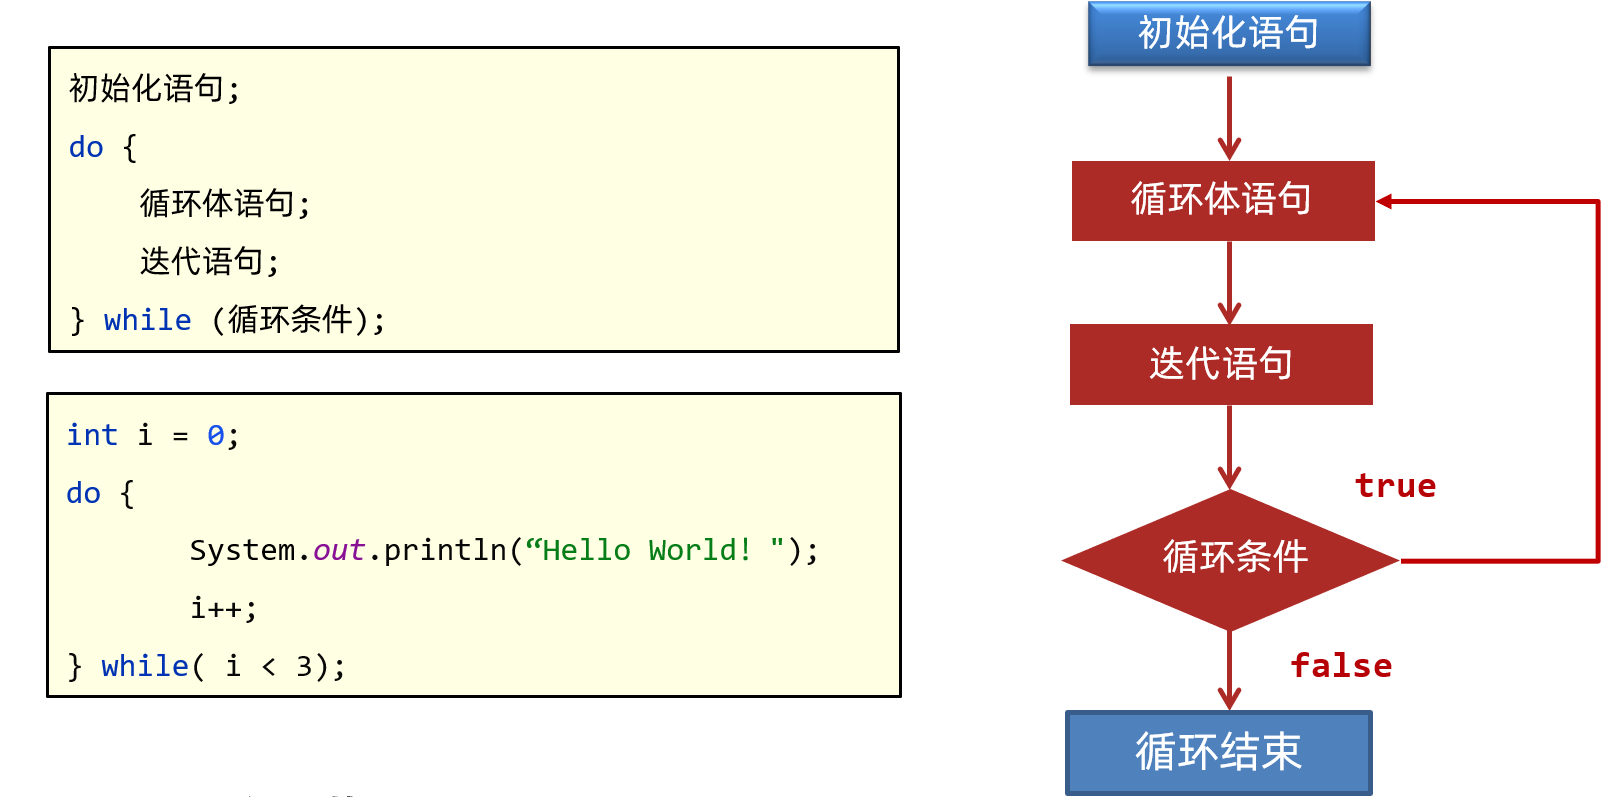 初始化语句;
do {
循环体语句;
迭代语句;
} while (循环条件);
int i = 0;
do {
System.out.println(“Hello World! ");
i++;
} while( i < 3);
初始化语句
循环体语句
迭代语句
true
循环条件
false
循环结束